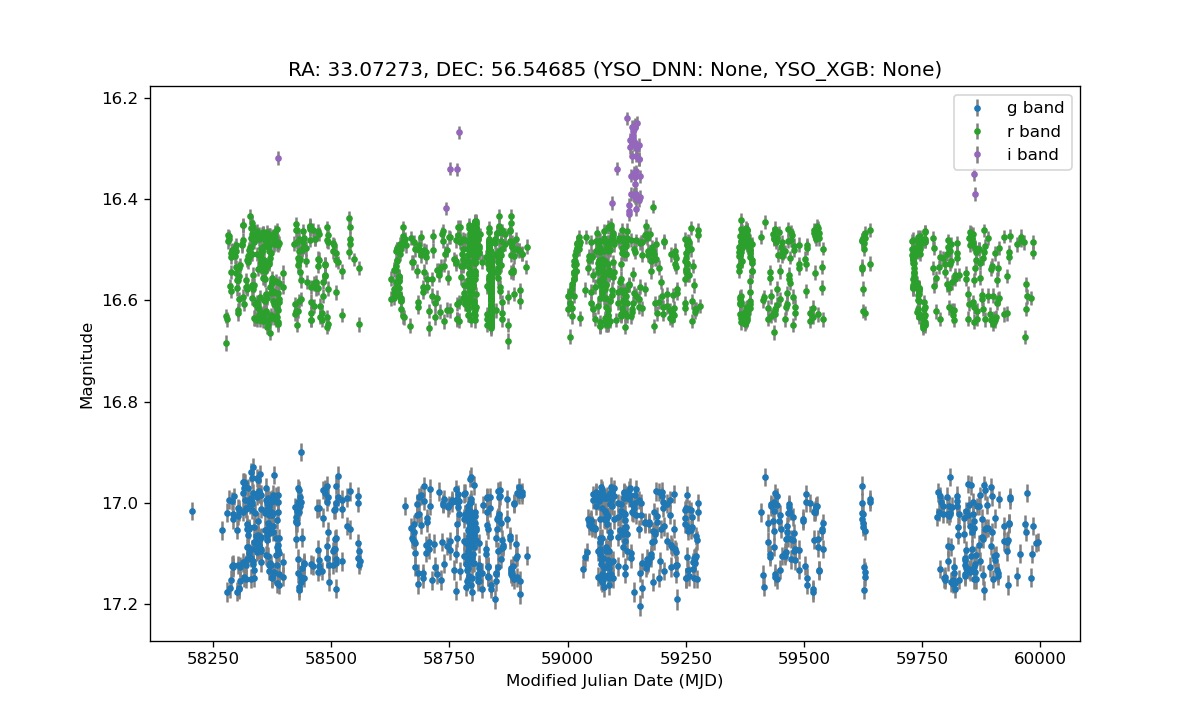 RA: 33.07273, DEC: 56.54685 (YSO_DNN: None, YSO_XGB: None)
g band
r band
i band
16.2
16.4
16.6
16.8
17.0
17.2
Magnitude
58250 58500 58750 59000 59250 59500 59750 60000
Modified Julian Date (MJD)